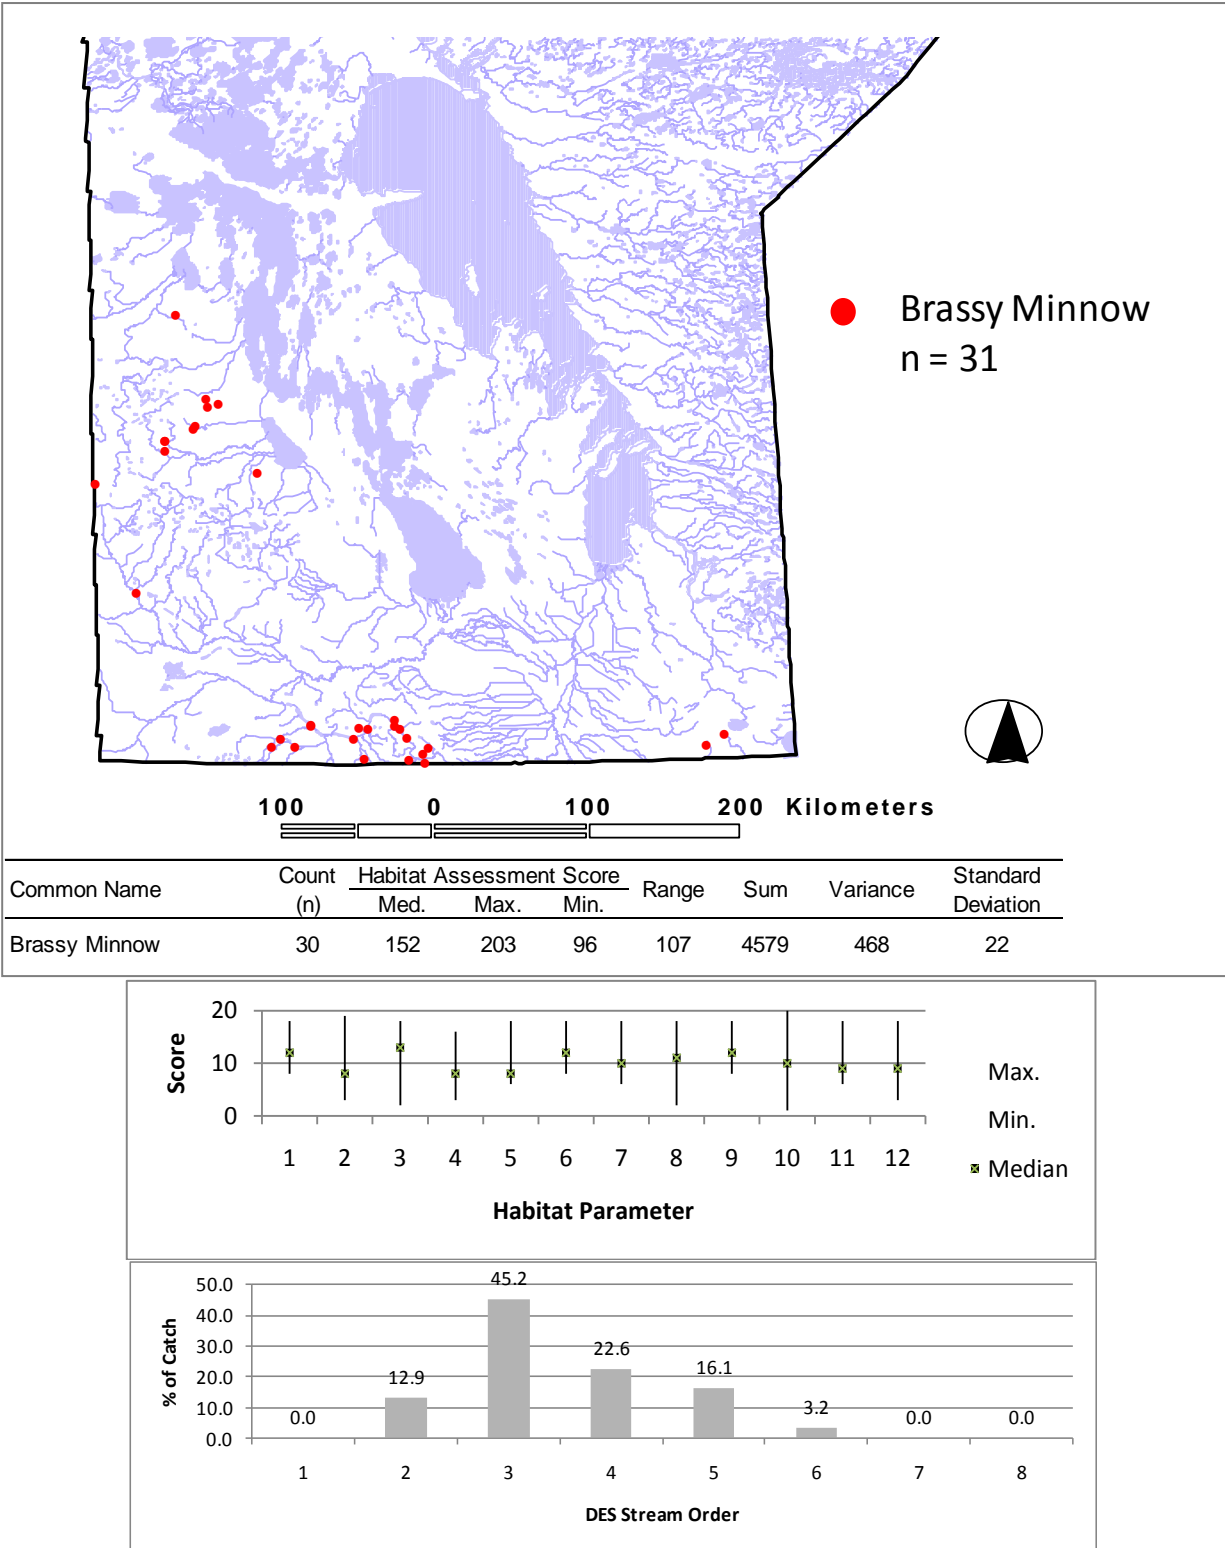 Brassy Minnow
n = 31
100 0 100 200 Kilometers
Common Name Count (n) Habitat Assessment Score Med. Max. Min. Range Sum Variance Standard Deviation
Brassy Minnow 30 152 203 96 107 4579 468 22
20
10
0
Score
1 2 3 4 5 6 7 8 9 10 11 12
Habitat Parameter
Max.
Min.
Median
50.0
40.0
30.0
20.0
10.0
0.0
% of Catch
0.0 12.9 45.2 22.6 16.1 3.2 0.0 0.0
1 2 3 4 5 6 7 8
DES Stream Order